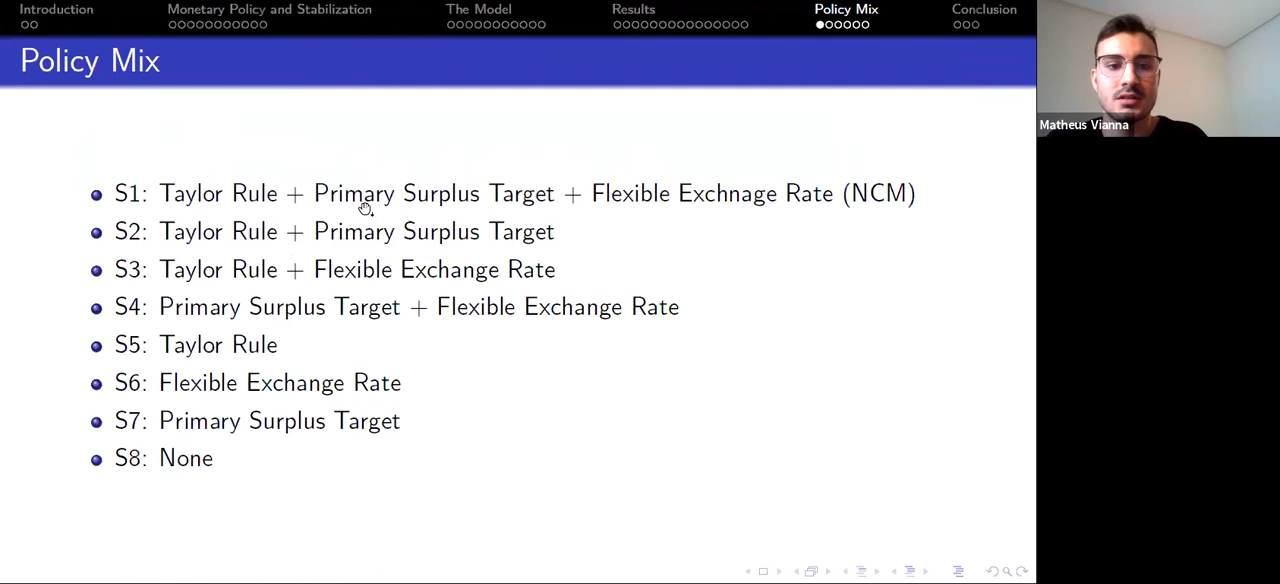 Introduction
Monetary Policy and Stabilization
The Model
Results
Policy Mix
Conclusion
Policy Mix
S1: Taylor Rule + Primary Surplus Target + Flexible Exchnage Rate (NCM)
S2: Taylor Rule + Primary Surplus Target
S3: Taylor Rule + Flexible Exchange Rate
S4: Primary Surplus Target + Flexible Exchange Rate
S5: Taylor Rule
S6: Flexible Exchange Rate
S7: Primary Surplus Target
S8: None
Matheus Vianna